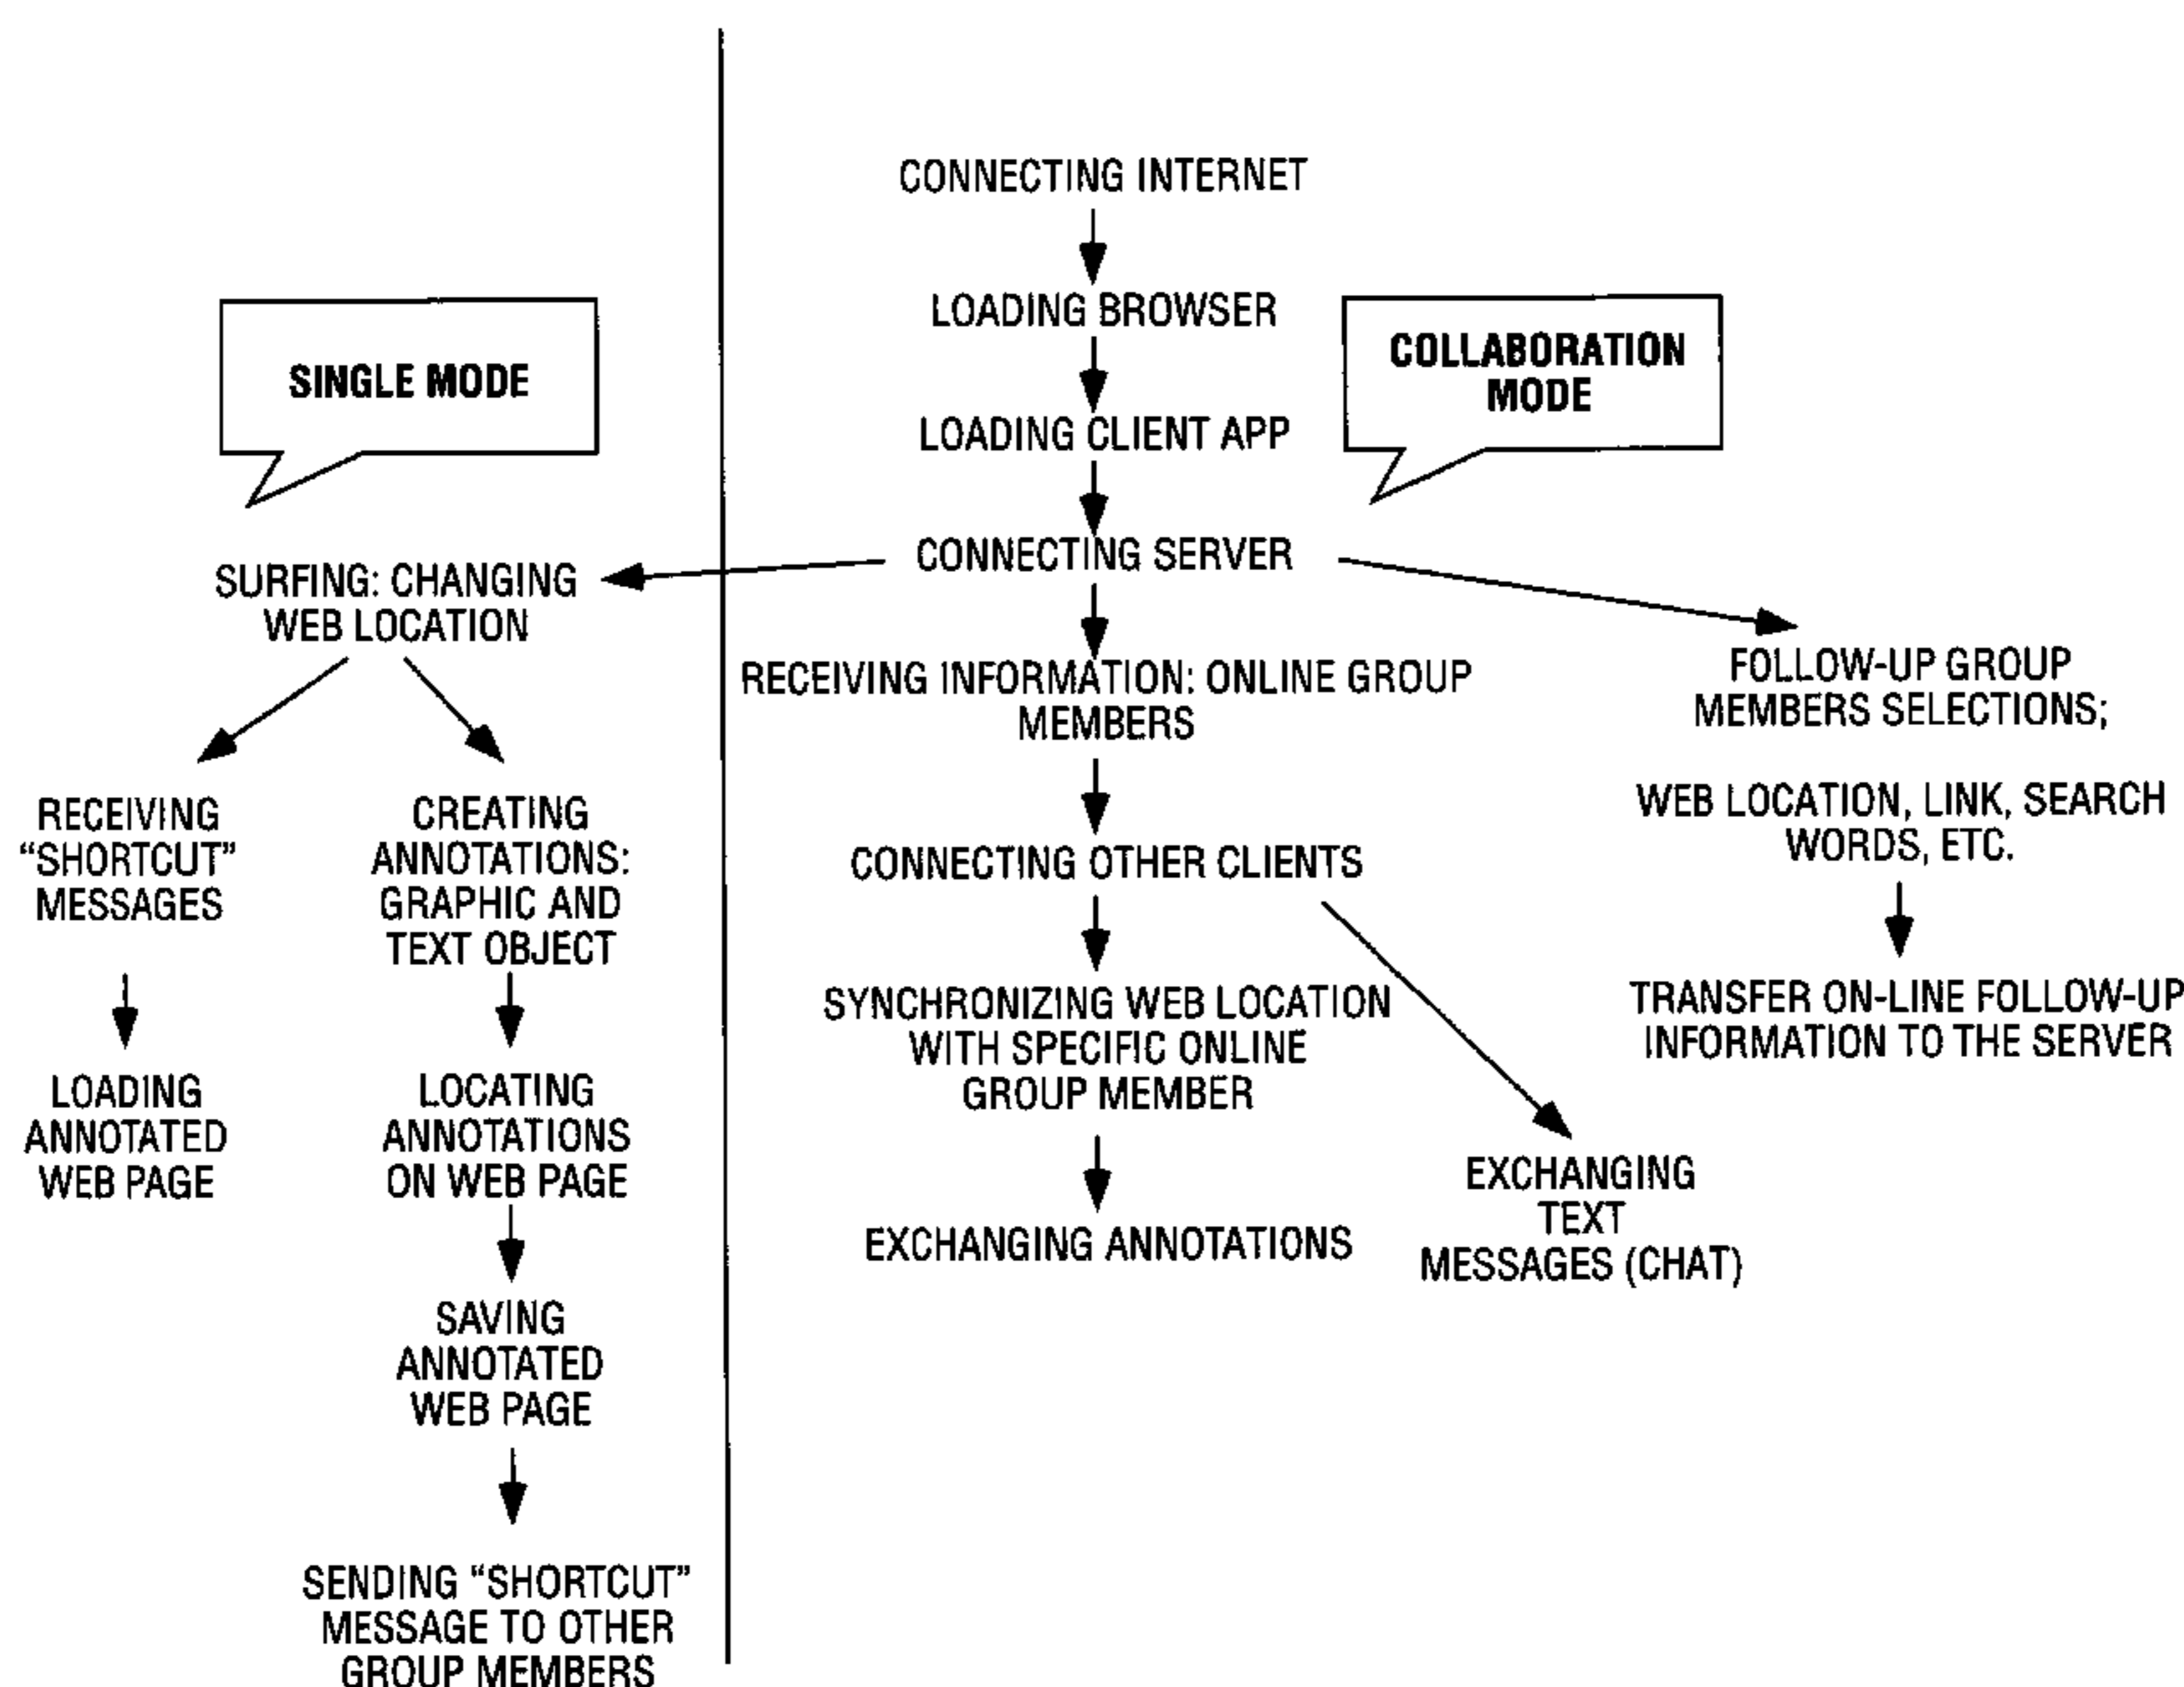 CONNECTING INTERNET
LOADING BROWSER
LOADING CLIENT APP
CONNECTING SERVER
SINGLE MODE
COLLABORATION
MODE
SURFING: CHANGING
WEB LOCATION
RECEIVING
“SHORTCUT”
MESSAGES
LOADING
ANNOTATED
WEB PAGE
CREATING
ANNOTATIONS:
GRAPHIC AND
TEXT OBJECT
LOCATING
ANNOTATIONS
ON WEB PAGE
SAVING
ANNOTATED
WEB PAGE
SENDING “SHORTCUT”
MESSAGE TO OTHER
GROUP MEMBERS
RECEIVING INFORMATION: ONLINE GROUP
MEMBERS
CONNECTING OTHER CLIENTS
SYNCHRONIZING WEB LOCATION
WITH SPECIFIC ONLINE
GROUP MEMBER
EXCHANGING ANNOTATIONS
EXCHANGING
TEXT
MESSAGES (CHAT)
FOLLOW-UP GROUP
MEMBERS SELECTIONS;
WEB LOCATION, LINK, SEARCH
WORDS, ETC.
TRANSFER ON-LINE FOLLOW-UP
INFORMATION TO THE SERVER